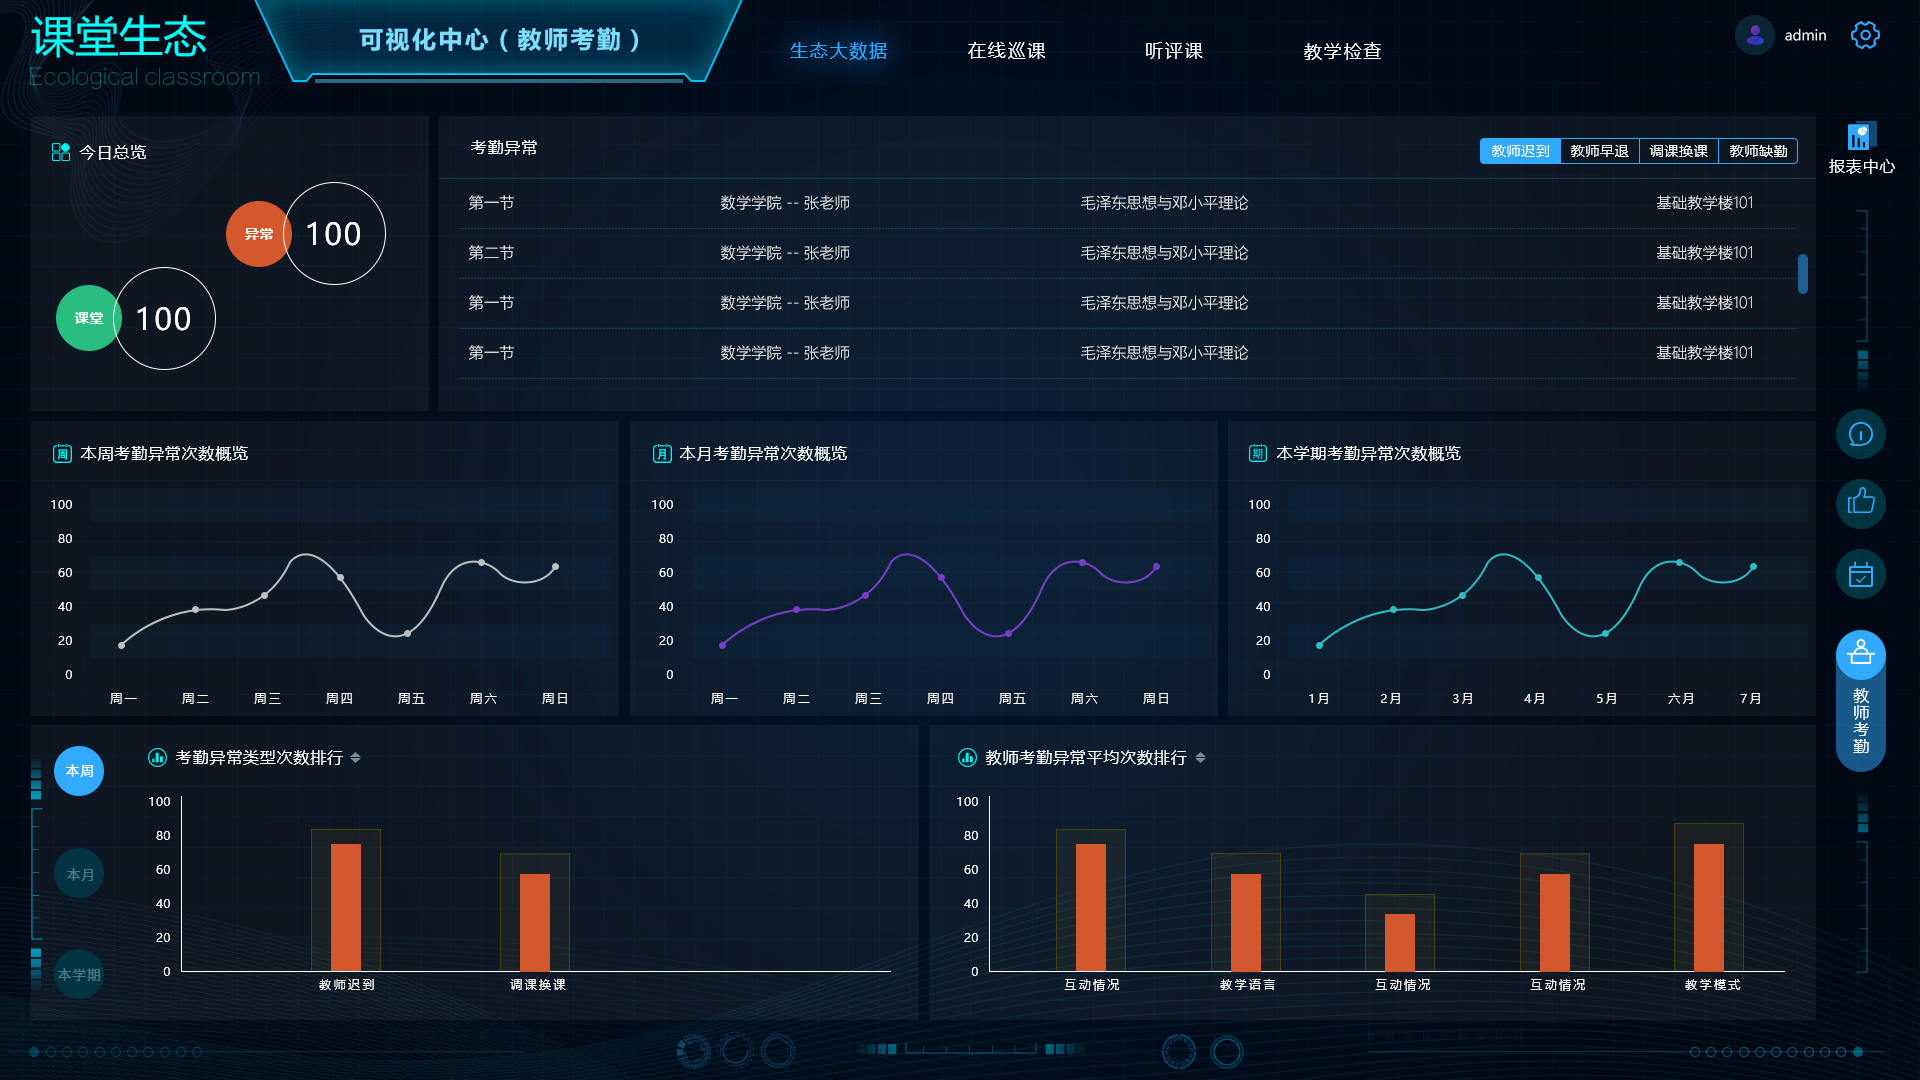 课堂生态
Ecological classroom
可视化中心（教师考勤）
生态大数据
在线巡课
听评课
教学检查
admin
今日总览
异常
100
课堂
100
考勤异常
教师迟到
教师早退
调课换课
教师缺勤
第一节 数学学院 -- 张老师 毛泽东思想与邓小平理论 基础教学楼101
第二节 数学学院 -- 张老师 毛泽东思想与邓小平理论 基础教学楼101
第一节 数学学院 -- 张老师 毛泽东思想与邓小平理论 基础教学楼101
第一节 数学学院 -- 张老师 毛泽东思想与邓小平理论 基础教学楼101
报表中心
周 本周考勤异常次数概览
100
80
60
40
20
0
周一 周二 周三 周四 周五 周六 周日
月 本月考勤异常次数概览
100
80
60
40
20
0
周一 周二 周三 周四 周五 周六 周日
期 本学期考勤异常次数概览
100
80
60
40
20
0
1月 2月 3月 4月 5月 六月 7月
教师考勤
本周
本月
本学期
考勤异常类型次数排行
100
80
60
40
20
0
教师迟到 调课换课
教师考勤异常平均次数排行
100
80
60
40
20
0
互动情况 教学语言 互动情况 互动情况 教学模式